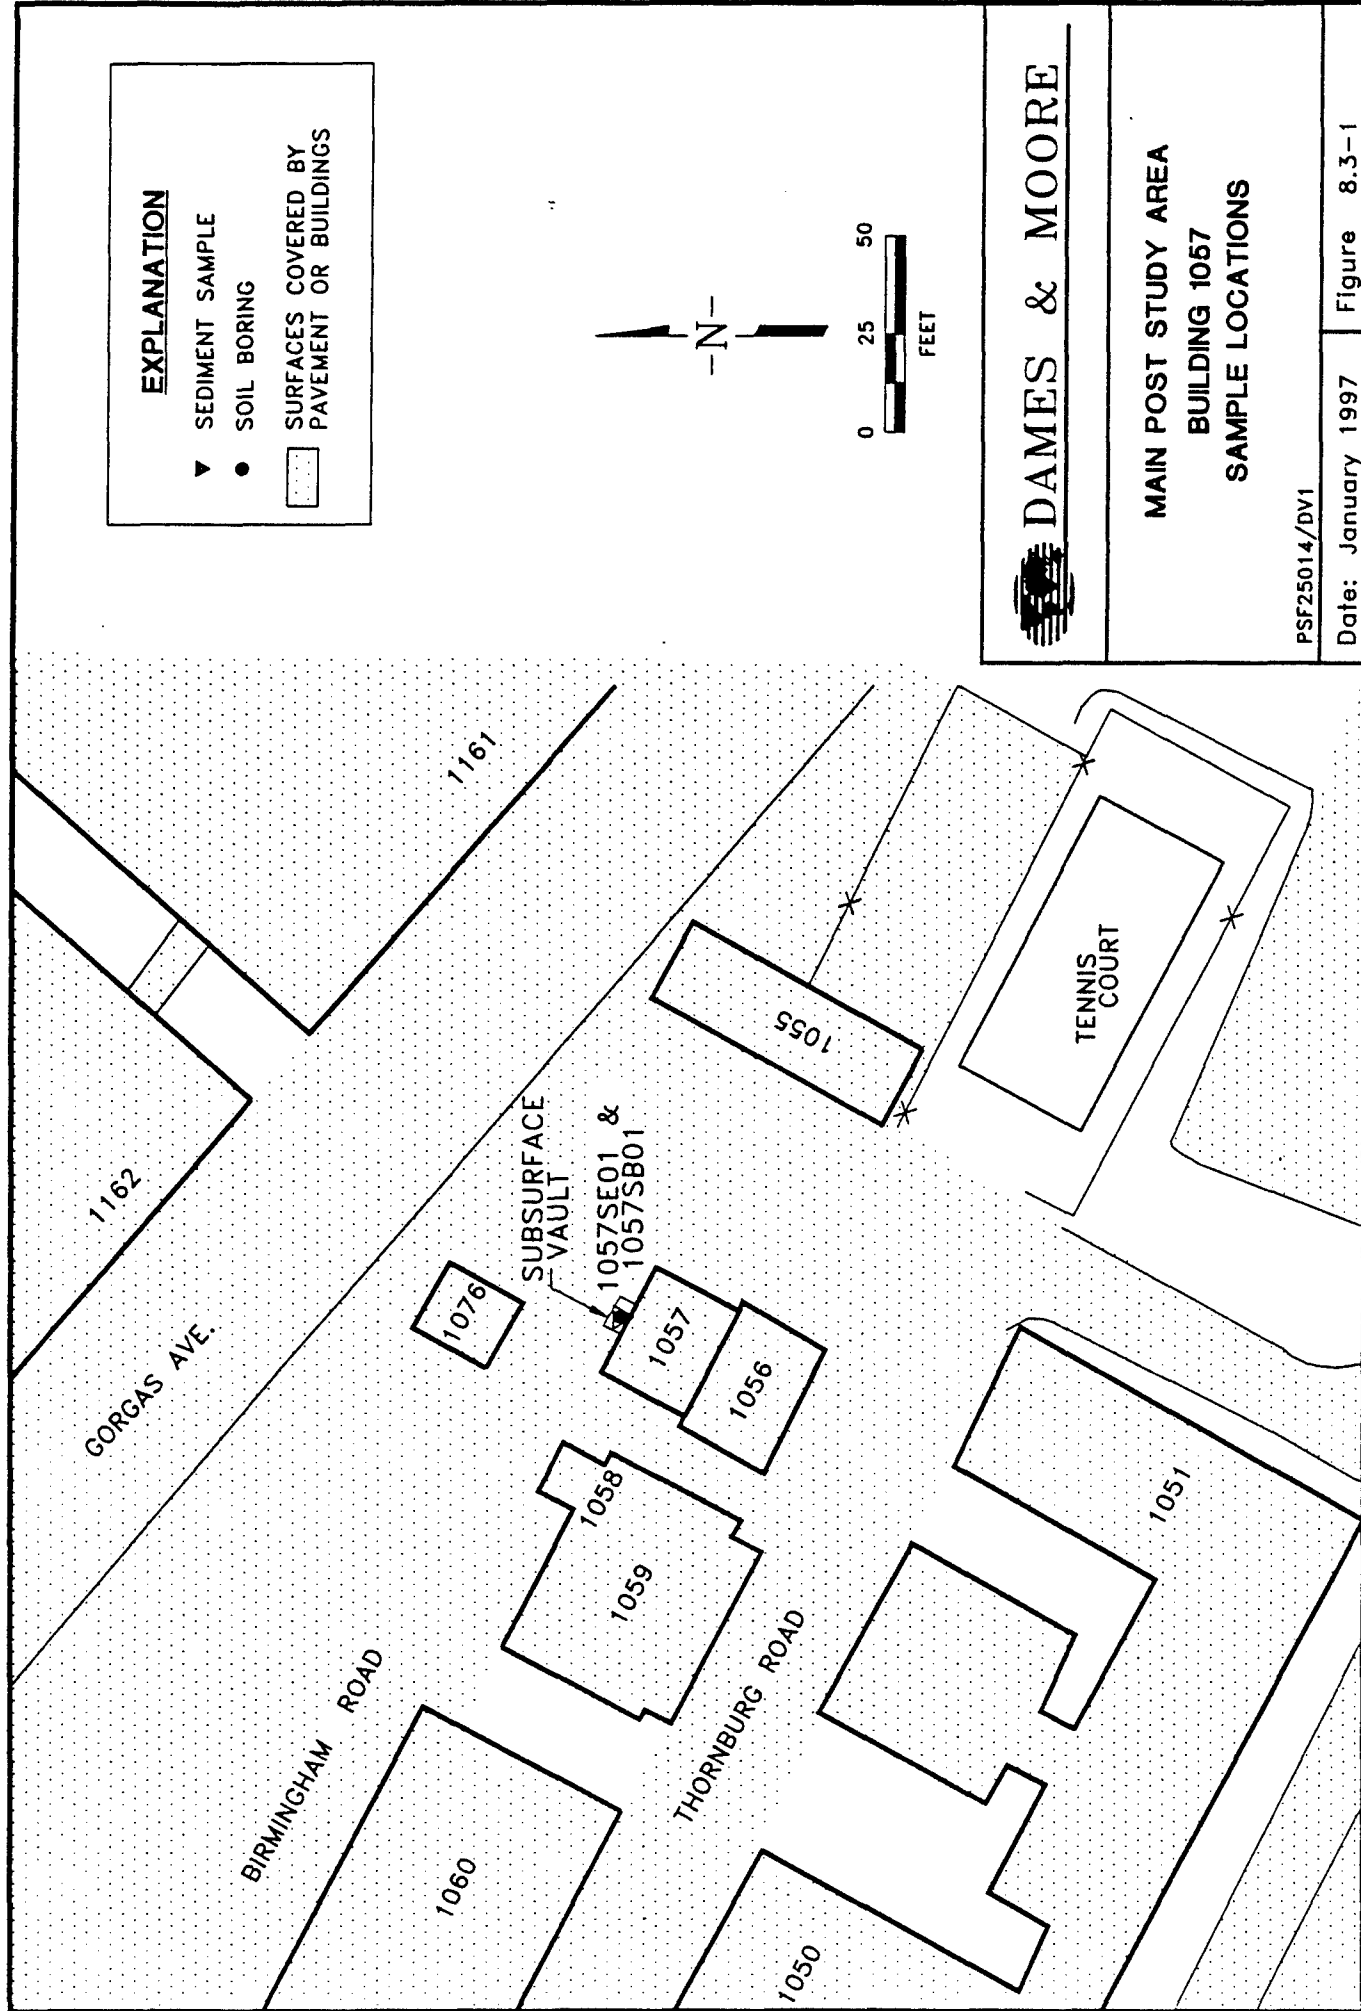 EXPLANATION
SEDIMENT SAMPLE
SOIL BORING
SURFACES COVERED BY
PAVEMENT OR BUILDINGS
-N-
0 25 50
FEET
1162
1161
GORGAS AVE.
1076
SUBSURFACE
VAULT
1057SE01 &
1057SB01
1057
1056
1055
BIRMINGHAM ROAD
1058
1059
1060
THORNBURG ROAD
TENNIS
COURT
1051
1050
DAMES & MOORE
MAIN POST STUDY AREA
BUILDING 1057
SAMPLE LOCATIONS
PSF25014/DV1
Date: January 1997
Figure 8.3-1